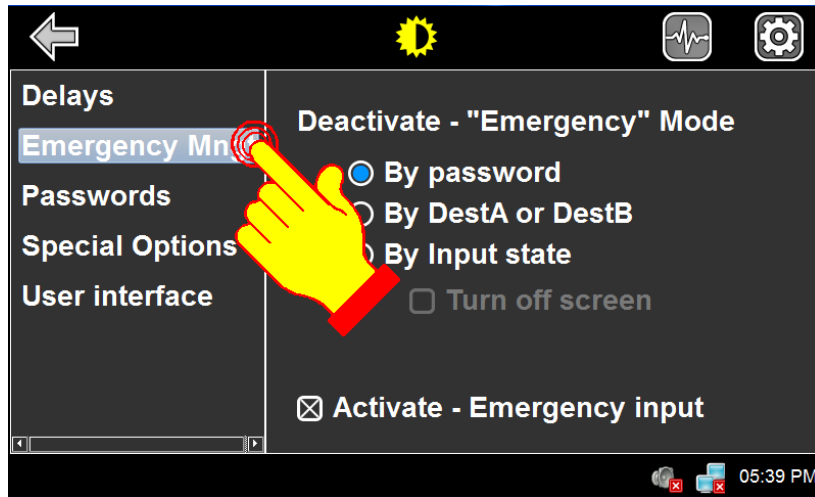 Delays
Emergency Mn
Passwords
Special Options
User interface
Deactivate - "Emergency" Mode
By password
By DestA or DestB
By Input state
Turn off screen
Activate - Emergency input
05:39 PM